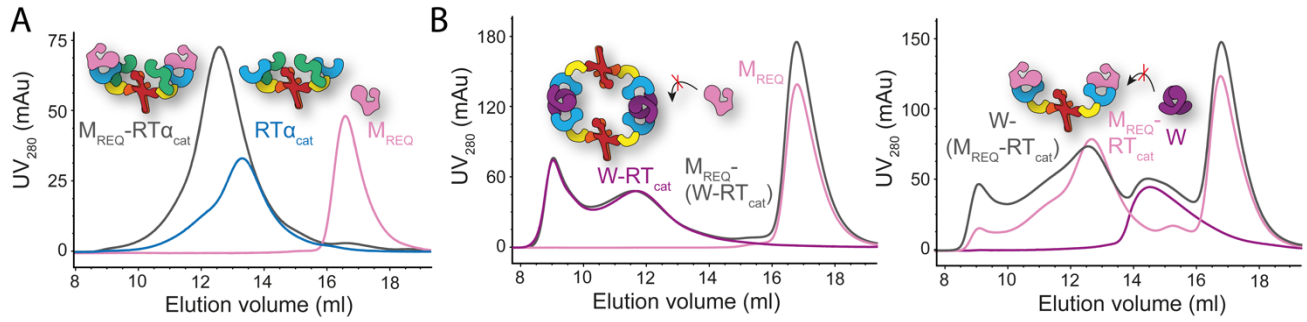 A
UV280 (mAu)
75
50
25
0
MREQ-RTαcat
RTαcat
MREQ
8 10 12 14 16 18
Elution volume (ml)
B
UV280 (mAu)
180
120
60
0
W-RTcat
MREQ-
(W-RTcat)
MREQ
8 10 12 14 16 18
Elution volume (ml)
UV280 (mAu)
150
100
50
0
W-
(MREQ-RTcat)
MREQ-
RTcat
W
8 10 12 14 16 18
Elution volume (ml)